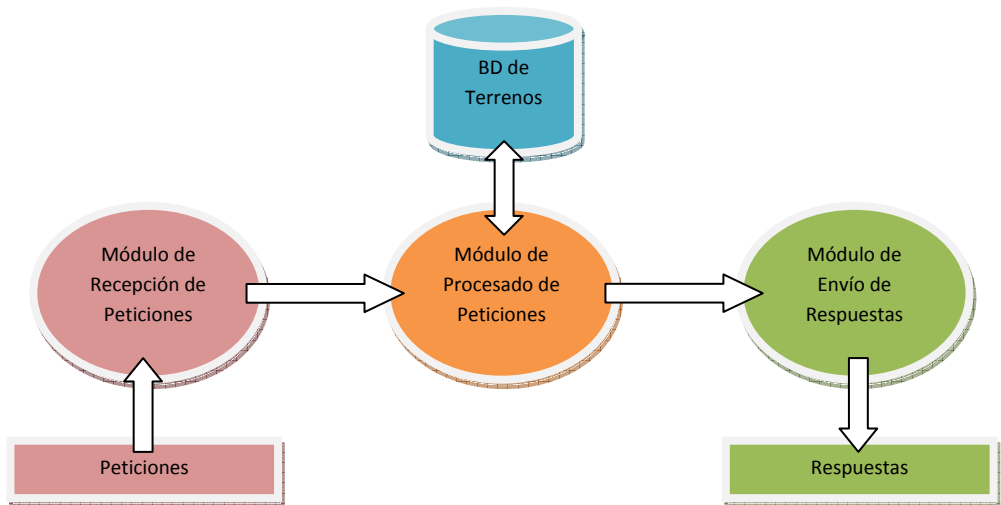 BD de
Terrenos
Módulo de
Recepción de
Peticiones
Módulo de
Procesado de
Peticiones
Módulo de
Envío de
Respuestas
Peticiones
Respuestas